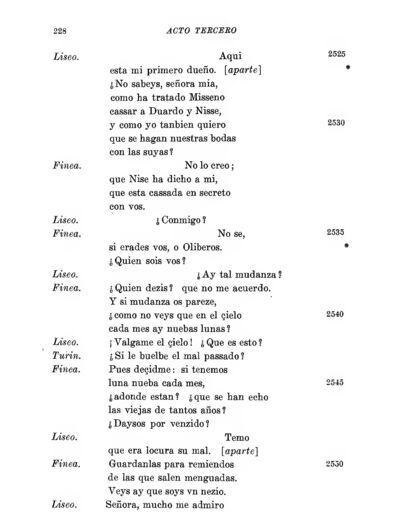 228 ACTO TERCERO
Liseo. Aqui 2525
esta mi primero dueño. [aparte] *
¿No sabeys, señora mia,
como ha tratado Misseno
cassar a Duardo y Nisse,
y como yo tanbien quiero 2530
que se hagan nuestras bodas
con las suyas?
Finea. No lo creo;
que Nise ha dicho a mi,
que esta cassada en secreto
con vos.
Liseo. ¿Conmigo?
Finea. No se, 2535
si erades vos, o Oliberos. *
¿Quien sois vos?
Liseo. ¿Ay tal mudanza?
Finea. ¿Quien dezis? que no me acuerdo.
Y si mudanza os pareze,
¿como no veys que en el çielo 2540
cada mes ay nuebas lunas?
Liseo. ¡Valgame el çielo! ¿Que es esto?
Turin. ¿Si le buelbe el mal passado?
Finea. Pues deçidme: si tenemos
luna nueba cada mes, 2545
¿adonde estan? ¿que se han echo
las viejas de tantos años?
¿Daysos por venzido?
Liseo. Temo
que era locura su mal. [aparte]
Finea. Guardanlas para remiendos 2550
de las que salen menguadas.
Veys ay que soys vn nezio.
Liseo. Señora, mucho me admiro